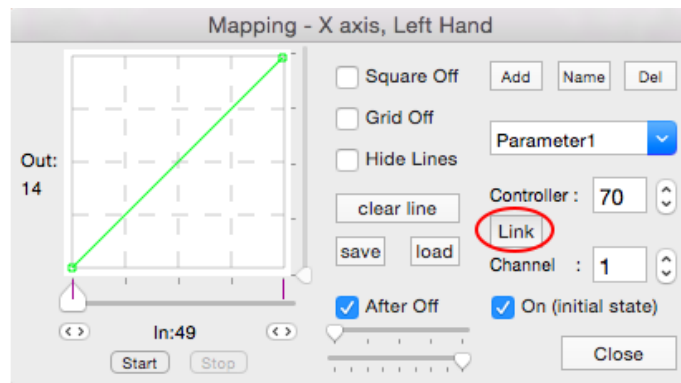 Mapping - X axis, Left Hand
Out:
14
In:49
Start Stop
Square Off
Grid Off
Hide Lines
clear line
save load
After Off
Add Name Del
Parameter1
Controller : 70
Link
Channel : 1
On (initial state)
Close